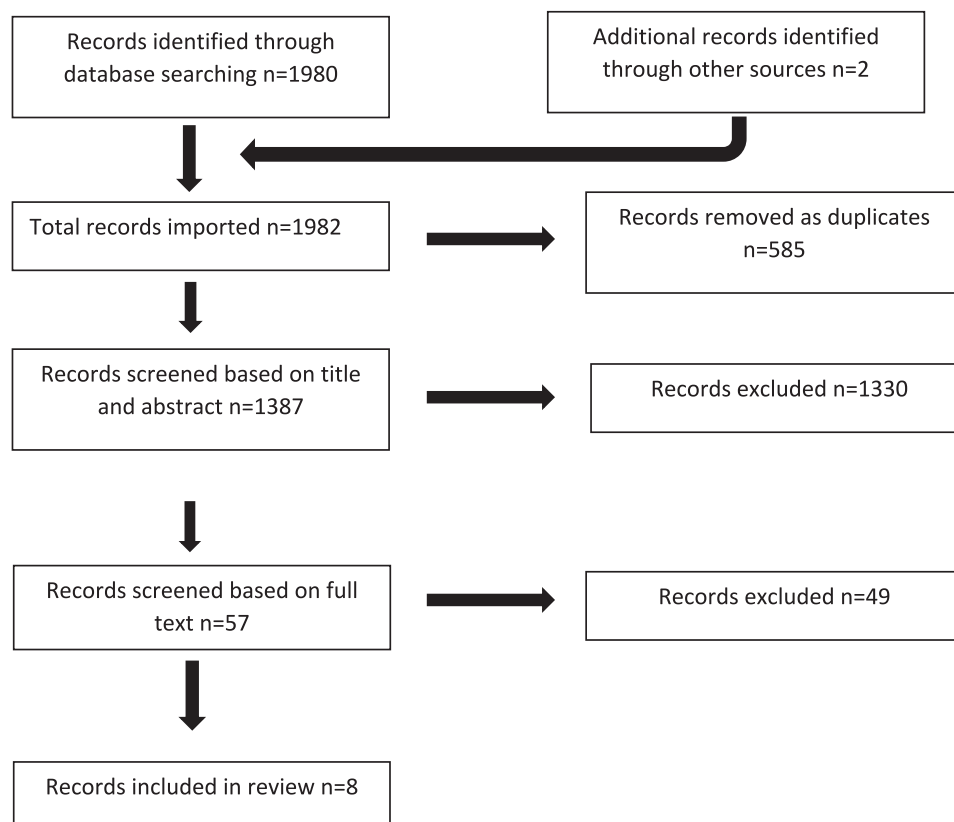 Records identified through
database searching n=1980
Additional records identified
through other sources n=2
Total records imported n=1982
Records removed as duplicates
n=585
Records screened based on title
and abstract n=1387
Records excluded n=1330
Records screened based on full
text n=57
Records excluded n=49
Records included in review n=8